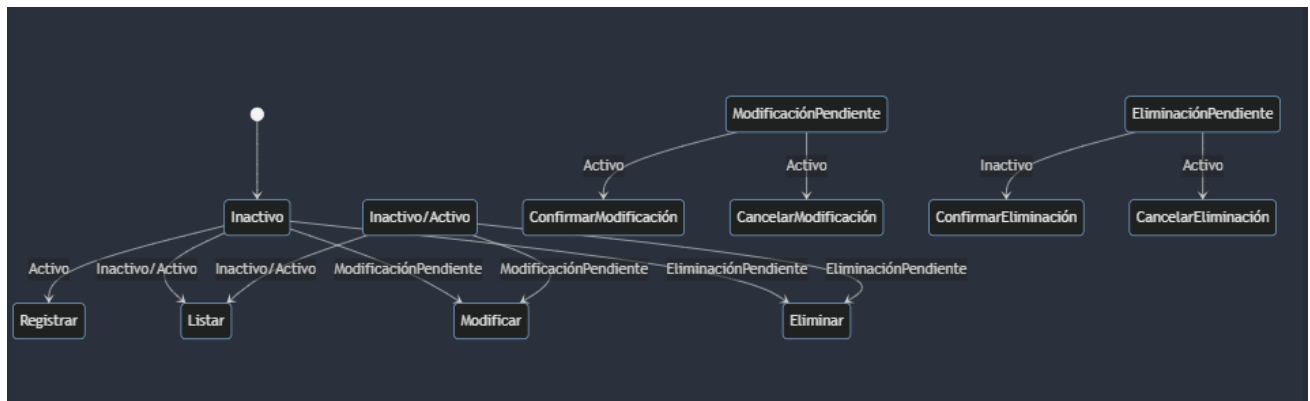 ModificaciónPendiente
EliminaciónPendiente
Activo
Activo
Inactivo
Activo
Inactivo
Inactivo/Activo
ConfirmarModificación
CancelarModificación
ConfirmarEliminación
CancelarEliminación
Activo
Inactivo/Activo
Inactivo/Activo
ModificaciónPendiente
ModificaciónPendiente
EliminaciónPendiente
EliminaciónPendiente
Registrar
Listar
Modificar
Eliminar